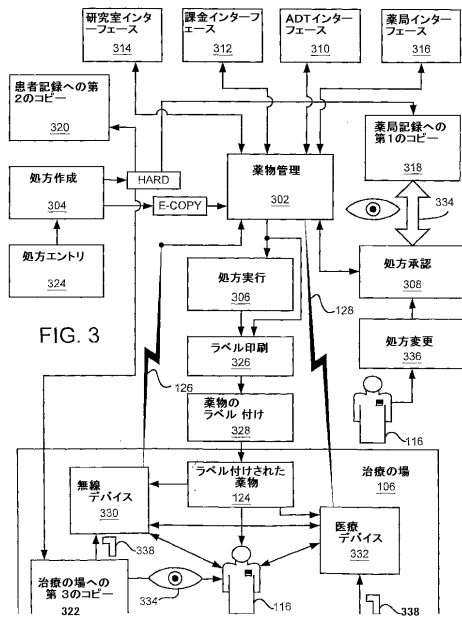 研究室インタ
ーフェース
314
課金インターフ
ェース
312
ADTインターフ
ェース
310
薬局インター
フェース
316
患者記録への第
2のコピー
320
薬局記録への
第1のコピー
318
HARD
処方作成
304
E-COPY
薬物管理
302
334
処方エントリ
324
処方実行
306
処方承認
308
128
FIG. 3
ラベル印刷
326
処方変更
336
126
薬物の
ラベル 付け
328
116
ラベル付けされた
薬物
124
治療の場
106
無線
デバイス
330
医療
デバイス
332
338
治療の場への
第3のコピー
322
334
116
338